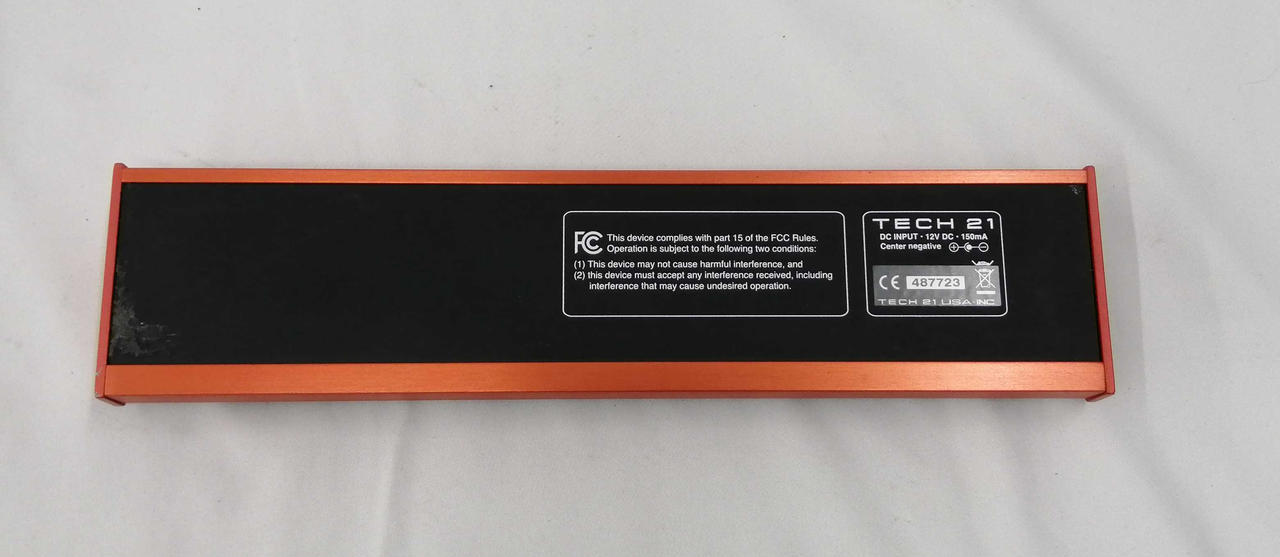 FC This device complies with part 15 of the FCC Rules.
Operation is subject to the following two conditions:
(1) This device may not cause harmful interference, and
(2) this device must accept any interference received, including
interference that may cause undesired operation.
TECH 21
DC INPUT · 12V DC · 150mA
Center negative
CE 487723
TECH 21 USA INC